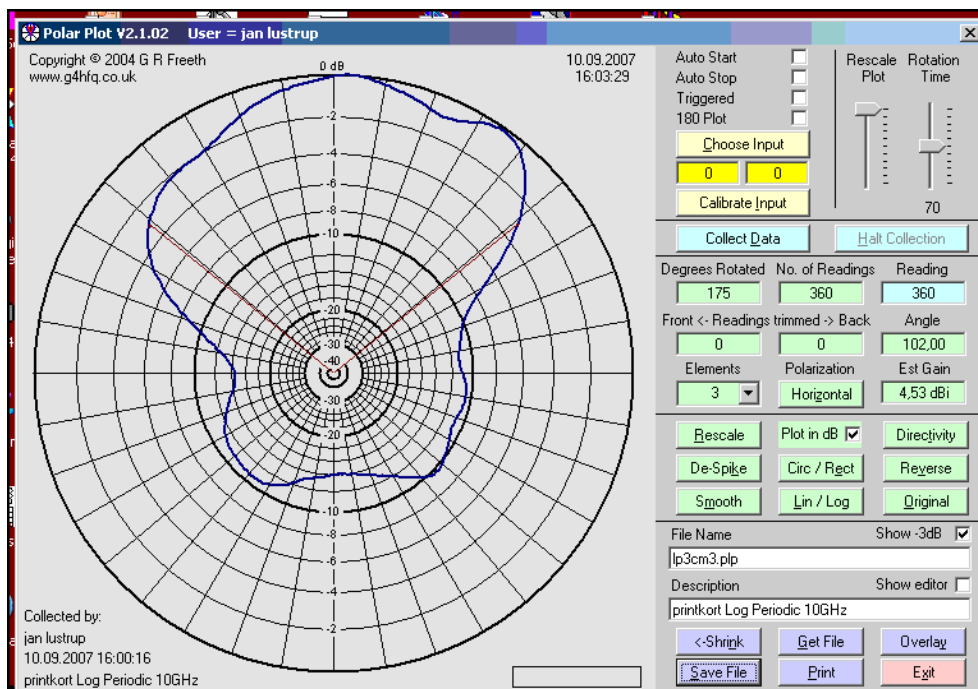 Polar Plot V2.1.02 User = jan lustrup
Copyright © 2004 G R Freeth
www.g4hfq.co.uk
0 dB
10.09.2007
16:03:29
-2
-4
-6
-10
-20
-30
-40
-30
-20
-10
-6
-4
-2
Collected by:
jan lustrup
10.09.2007 16:00:16
printkort Log Periodic 10GHz
Auto Start
Auto Stop
Triggered
180 Plot
Choose Input
0 0
Calibrate Input
Rescale Plot
Rotation Time
70
Collect Data Halt Collection
Degrees Rotated No. of Readings Reading
175 360 360
Front <- Readings trimmed -> Back Angle
0 0 102,00
Elements Polarization Est Gain
3 Horizontal 4,53 dBi
Rescale Plot in dB Directivity
De-Spike Circ / Rect Reverse
Smooth Lin / Log Original
File Name Show -3dB
lp3cm3.plp
Description Show editor
printkort Log Periodic 10GHz
<-Shrink Get File Overlay
Save File Print Exit